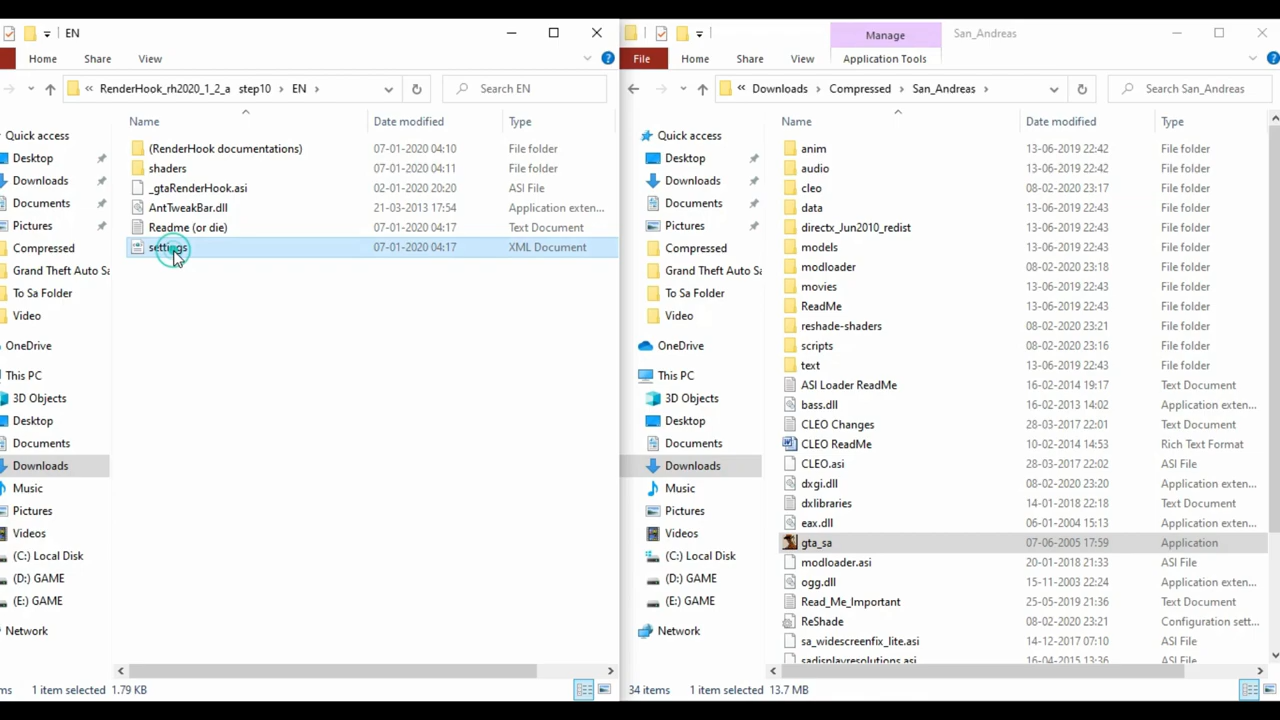 EN
Home Share View
RenderHook_rh2020_1_2_a step10 EN
Search EN
Name Date modified Type
Quick access
Desktop
Downloads
Documents
Pictures
Compressed
Grand Theft Auto Sa
To Sa Folder
Video
OneDrive
This PC
3D Objects
Desktop
Documents
Downloads
Music
Pictures
Videos
(C:) Local Disk
(D:) GAME
(E:) GAME
Network
(RenderHook documentations) 07-01-2020 04:10 File folder
shaders 07-01-2020 04:11 File folder
_gtaRenderHook.asi 02-01-2020 20:20 ASI File
AntTweakBar.dll 21-03-2013 17:54 Application exten...
Readme (or die) 07-01-2020 04:17 Text Document
settings 07-01-2020 04:17 XML Document
ms 1 item selected 1.79 KB
Manage San_Andreas
File Home Share View Application Tools
« Downloads Compressed San_Andreas
Search San_Andreas
Name Date modified Type
Quick access
Desktop
Downloads
Documents
Pictures
Compressed
Grand Theft Auto Sa
To Sa Folder
Video
OneDrive
This PC
3D Objects
Desktop
Documents
Downloads
Music
Pictures
Videos
(C:) Local Disk
(D:) GAME
(E:) GAME
Network
anim 13-06-2019 22:42 File folder
audio 13-06-2019 22:42 File folder
cleo 08-02-2020 23:17 File folder
data 13-06-2019 22:42 File folder
directx_Jun2010_redist 13-06-2019 22:42 File folder
models 13-06-2019 22:43 File folder
modloader 08-02-2020 23:18 File folder
movies 13-06-2019 22:43 File folder
ReadMe 13-06-2019 22:43 File folder
reshade-shaders 08-02-2020 23:21 File folder
scripts 08-02-2020 23:16 File folder
text 13-06-2019 22:43 File folder
ASI Loader ReadMe 16-02-2014 19:17 Text Document
bass.dll 16-02-2013 14:02 Application exten...
CLEO Changes 28-03-2017 22:01 Text Document
CLEO ReadMe 10-02-2014 14:53 Rich Text Format
CLEO.asi 28-03-2017 22:02 ASI File
dxgi.dll 08-02-2020 23:20 Application exten...
dxlibraries 14-01-2018 22:18 Text Document
eax.dll 06-01-2004 15:13 Application exten...
gta_sa 07-06-2005 17:59 Application
modloader.asi 20-01-2018 21:33 ASI File
ogg.dll 15-11-2003 22:24 Application exten...
Read_Me_Important 25-05-2019 21:36 Text Document
ReShade 08-02-2020 23:21 Configuration sett...
sa_widescreenfix_lite.asi 14-12-2017 07:10 ASI File
sadisplayresolutions.asi 16-04-2015 13:36 ASI File
34 items 1 item selected 13.7 MB